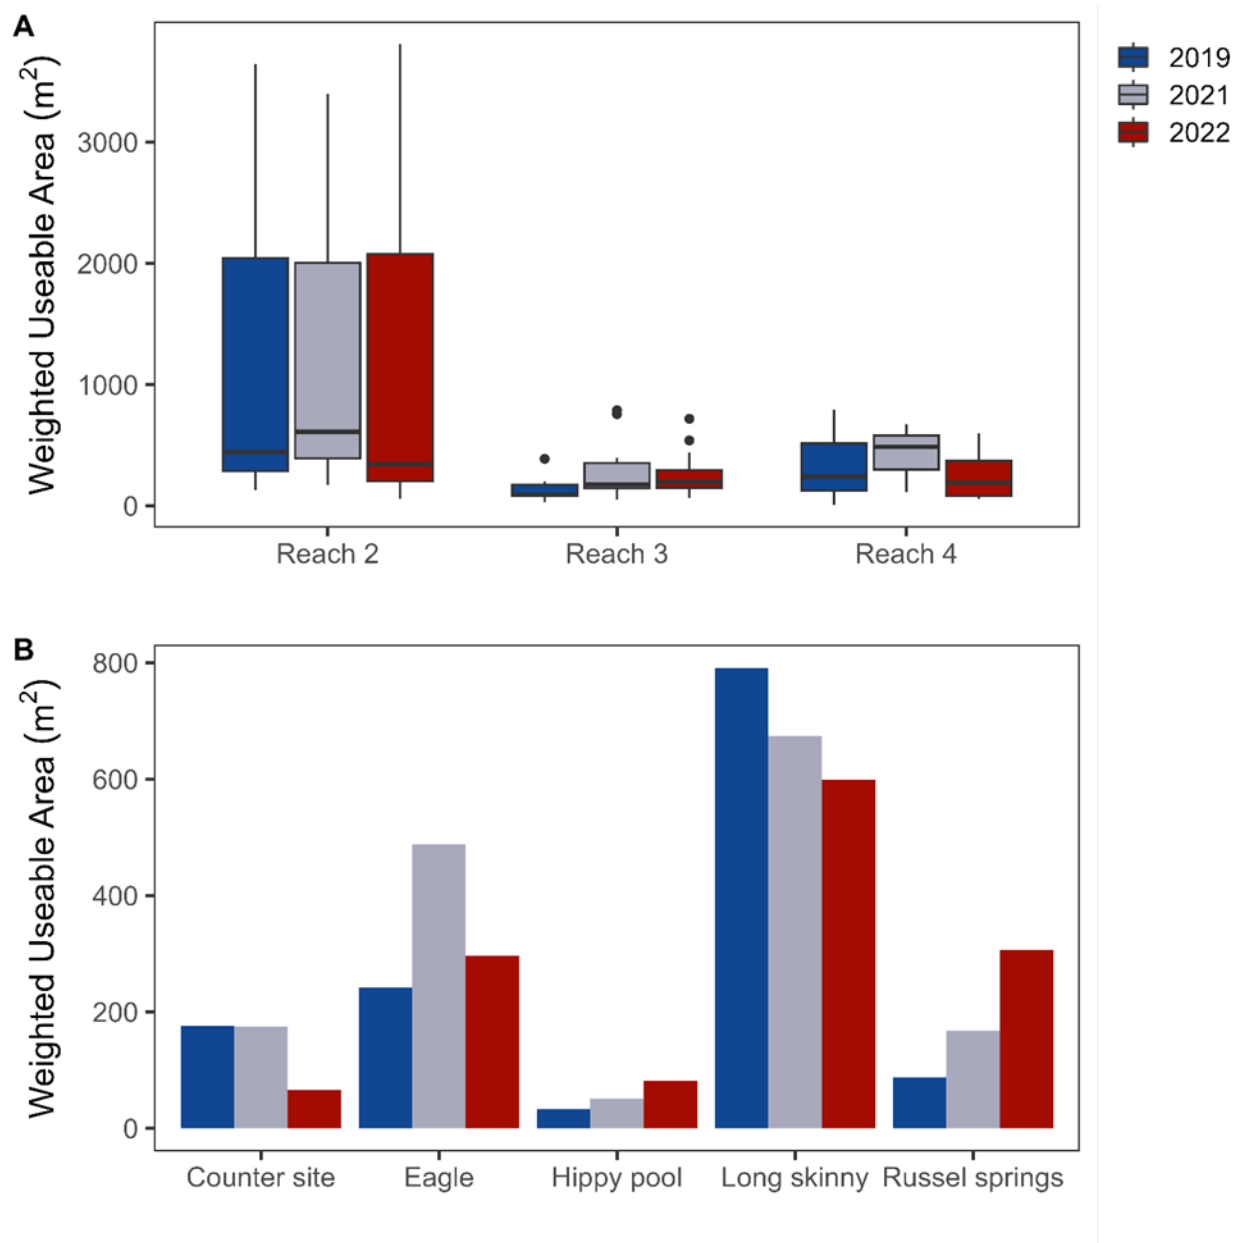 A
Weighted Useable Area (m²)
3000
2000
1000
0
Reach 2
Reach 3
Reach 4
2019
2021
2022
B
Weighted Useable Area (m²)
800
600
400
200
0
Counter site
Eagle
Hippy pool
Long skinny
Russel springs